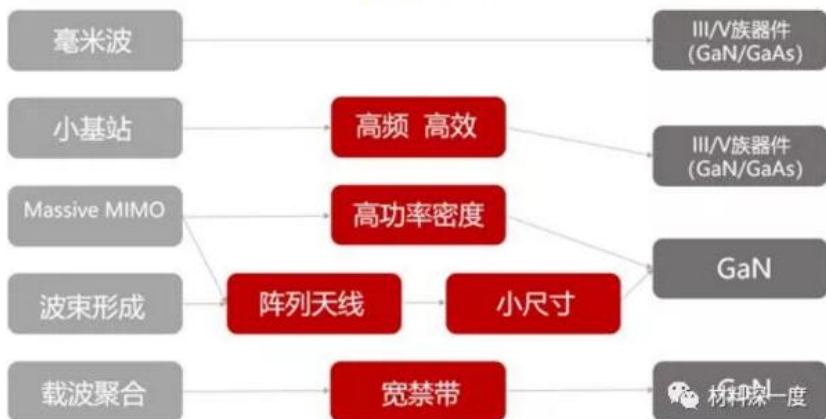 毫米波
III/V族器件
(GaN/GaAs)
小基站
高频 高效
III/V族器件
(GaN/GaAs)
Massive MIMO
高功率密度
GaN
波束形成
阵列天线
小尺寸
载波聚合
宽禁带
GaN
材料深一度